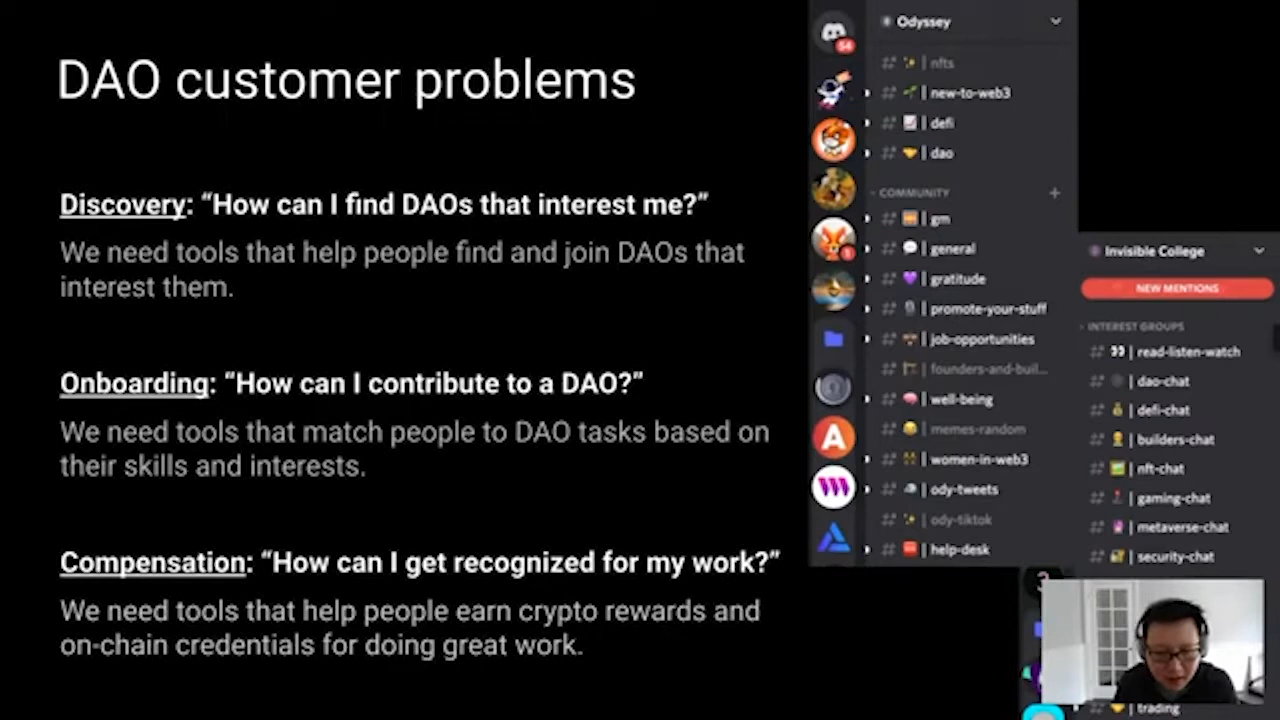 DAO customer problems
Discovery: “How can I find DAOs that interest me?”
We need tools that help people find and join DAOs that
interest them.
Onboarding: “How can I contribute to a DAO?”
We need tools that match people to DAO tasks based on
their skills and interests.
Compensation: “How can I get recognized for my work?”
We need tools that help people earn crypto rewards and
on-chain credentials for doing great work.
54
Odyssey
# | nfts
# | new-to-web3
# | defi
# | dao
COMMUNITY +
# | gm
# | general
# | gratitude
# | promote-your-stuff
# | job-opportunities
# | founders-and-buil...
# | well-being
# | memes-random
# | women-in-web3
# | ody-tweets
# | ody-tiktok
# | help-desk
1
A
Invisible College
NEW MENTIONS
INTEREST GROUPS
# | read-listen-watch
# | dao-chat
# | defi-chat
# | builders-chat
# | nft-chat
# | gaming-chat
# | metaverse-chat
# | security-chat
# | trading